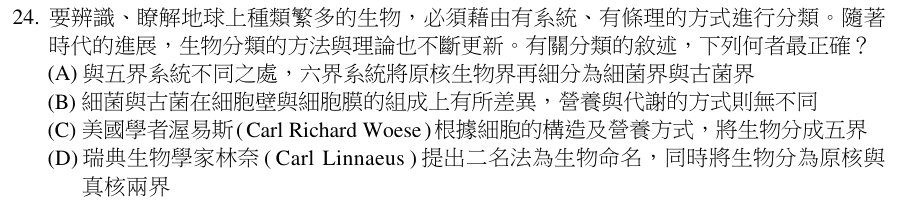 24. 要辨識、瞭解地球上種類繁多的生物，必須藉由有系統、有條理的方式進行分類。隨著
時代的進展，生物分類的方法與理論也不斷更新。有關分類的敘述，下列何者最正確？
(A) 與五界系統不同之處，六界系統將原核生物界再細分為細菌界與古菌界
(B) 細菌與古菌在細胞壁與細胞膜的組成上有所差異，營養與代謝的方式則無不同
(C) 美國學者渥易斯(Carl Richard Woese)根據細胞的構造及營養方式，將生物分成五界
(D) 瑞典生物學家林奈(Carl Linnaeus)提出二名法為生物命名，同時將生物分為原核與
真核兩界